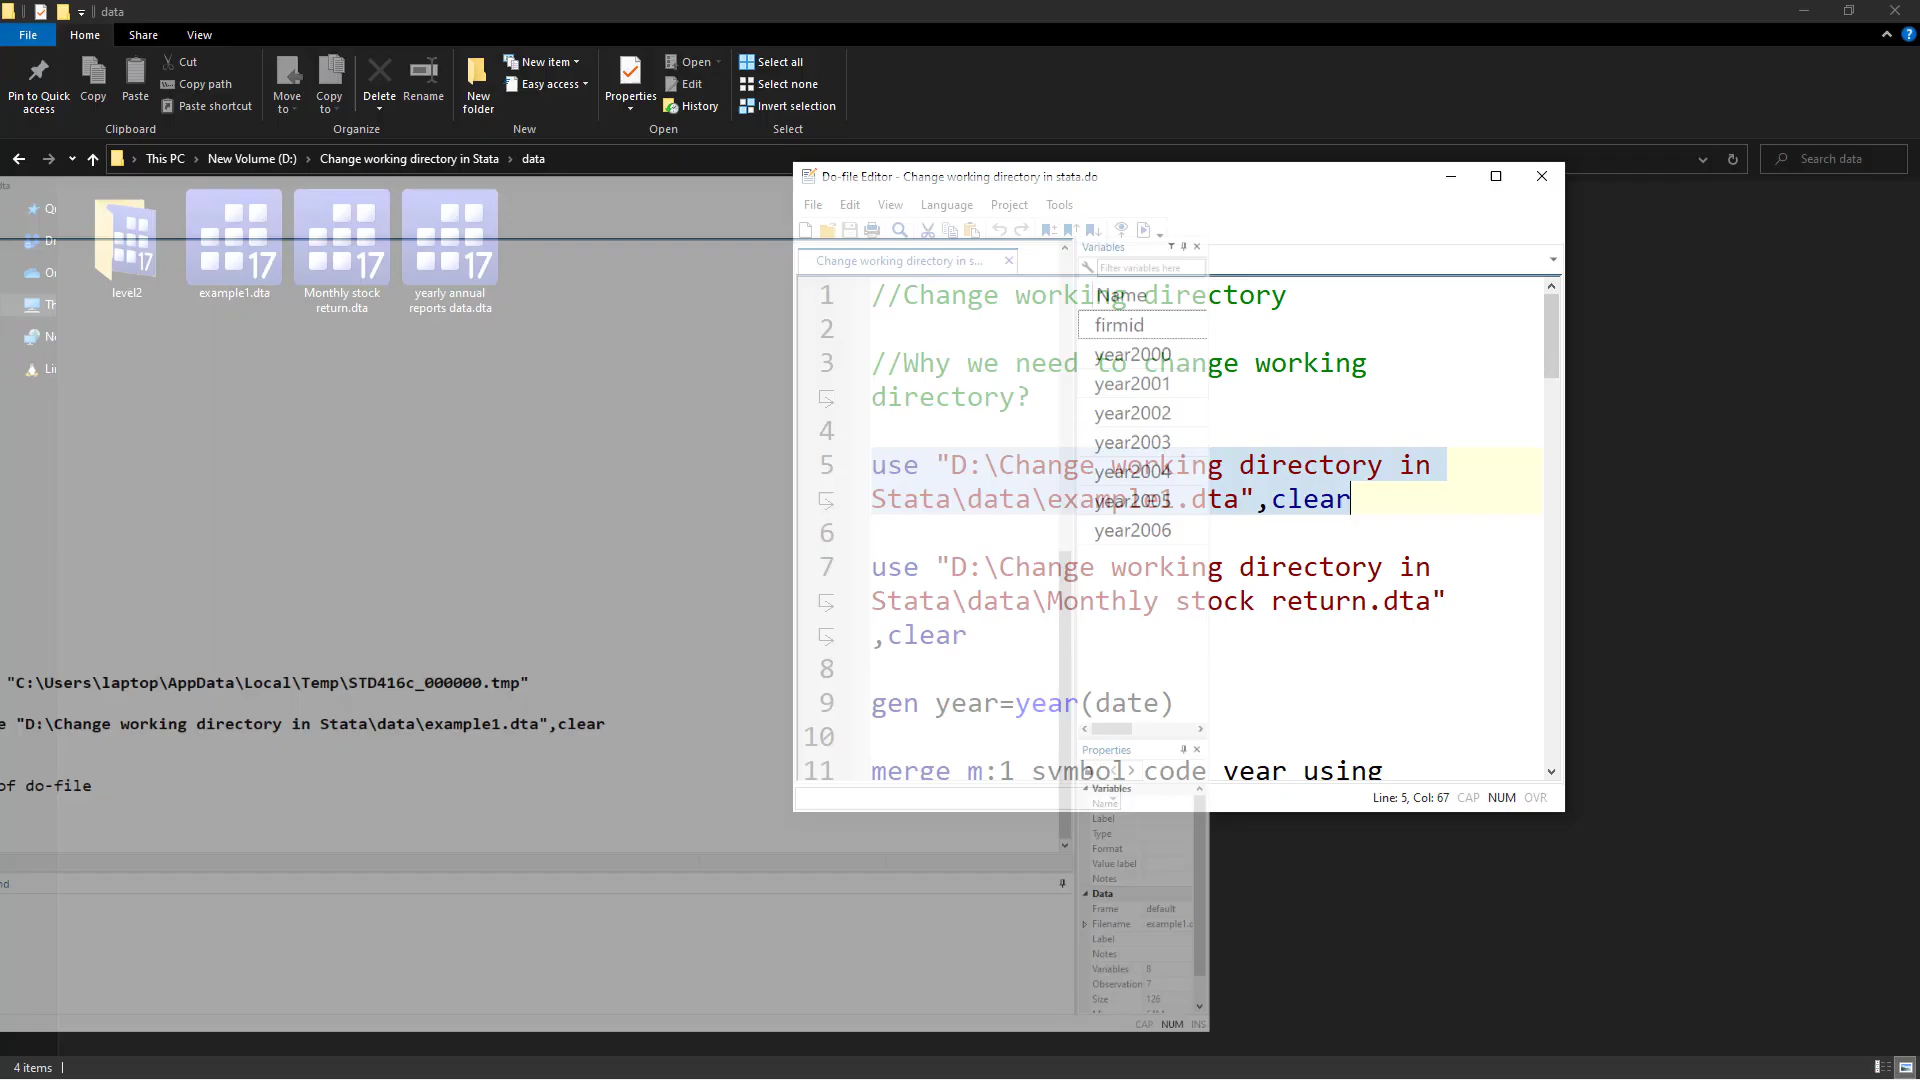 data
File Home Share View
Pin to Quick access
Copy
Paste
Cut
Copy path
Paste shortcut
Clipboard
Move to
Copy to
Delete
Rename
Organize
New folder
New item
Easy access
New
Properties
Open
Edit
History
Open
Select all
Select none
Invert selection
Select
This PC > New Volume (D:) > Change working directory in Stata > data
Search data
level2
17
example1.dta
17
Monthly stock return.dta
17
yearly annual reports data.dta
17
"C:\Users\laptop\AppData\Local\Temp\STD416c_000000.tmp"
"D:\Change working directory in Stata\data\example1.dta",clear
of do-file
4 items
Do-file Editor - Change working directory in stata.do
File Edit View Language Project Tools
Change working directory in s...
1 //Change working directory
2
3 //Why we need to change working
directory?
4
5 use "D:\Change working directory in
Stata\data\example1.dta",clear
6
7 use "D:\Change working directory in
Stata\data\Monthly stock return.dta"
,clear
8
9 gen year=year(date)
10
11 merge m:1 symbol code year using
Line: 5, Col: 67 CAP NUM OVR
Variables
Filter variables here
Name
firmid
year2000
year2001
year2002
year2003
year2004
year2005
year2006
Properties
Variables
Name
Label
Type
Format
Value label
Notes
Data
Frame default
Filename example1.d
Label
Notes
Variables 8
Observation 7
Size 126
CAP NUM INS